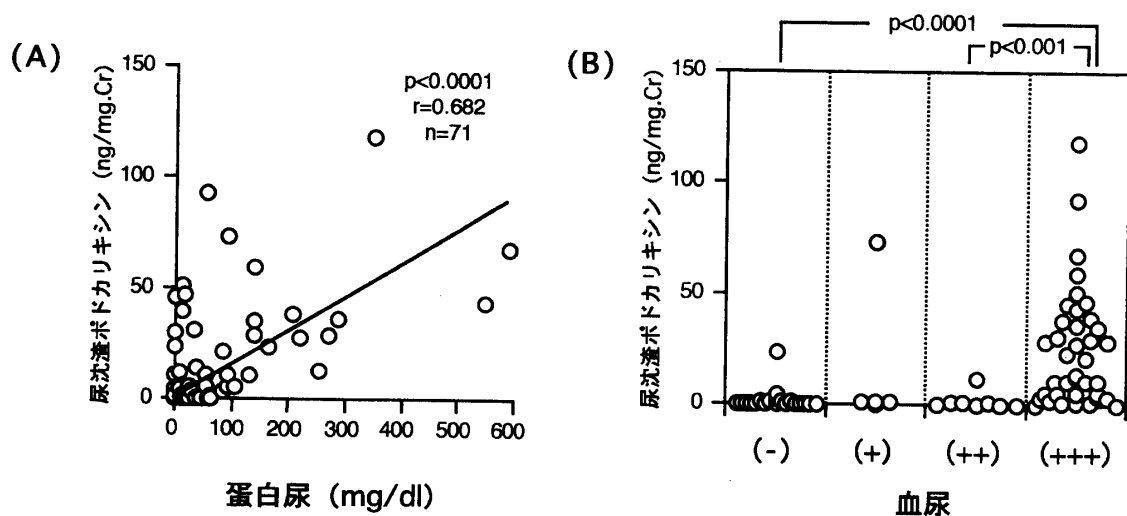 (A)
尿沈渣ポドカリキシン (ng/mg.Cr)
150
100
50
0
p<0.0001
r=0.682
n=71
0 100 200 300 400 500 600
蛋白尿 (mg/dl)
(B)
p<0.0001
p<0.001
尿沈渣ポドカリキシン (ng/mg.Cr)
150
100
50
0
(-) (+) (++) (+++)
血尿